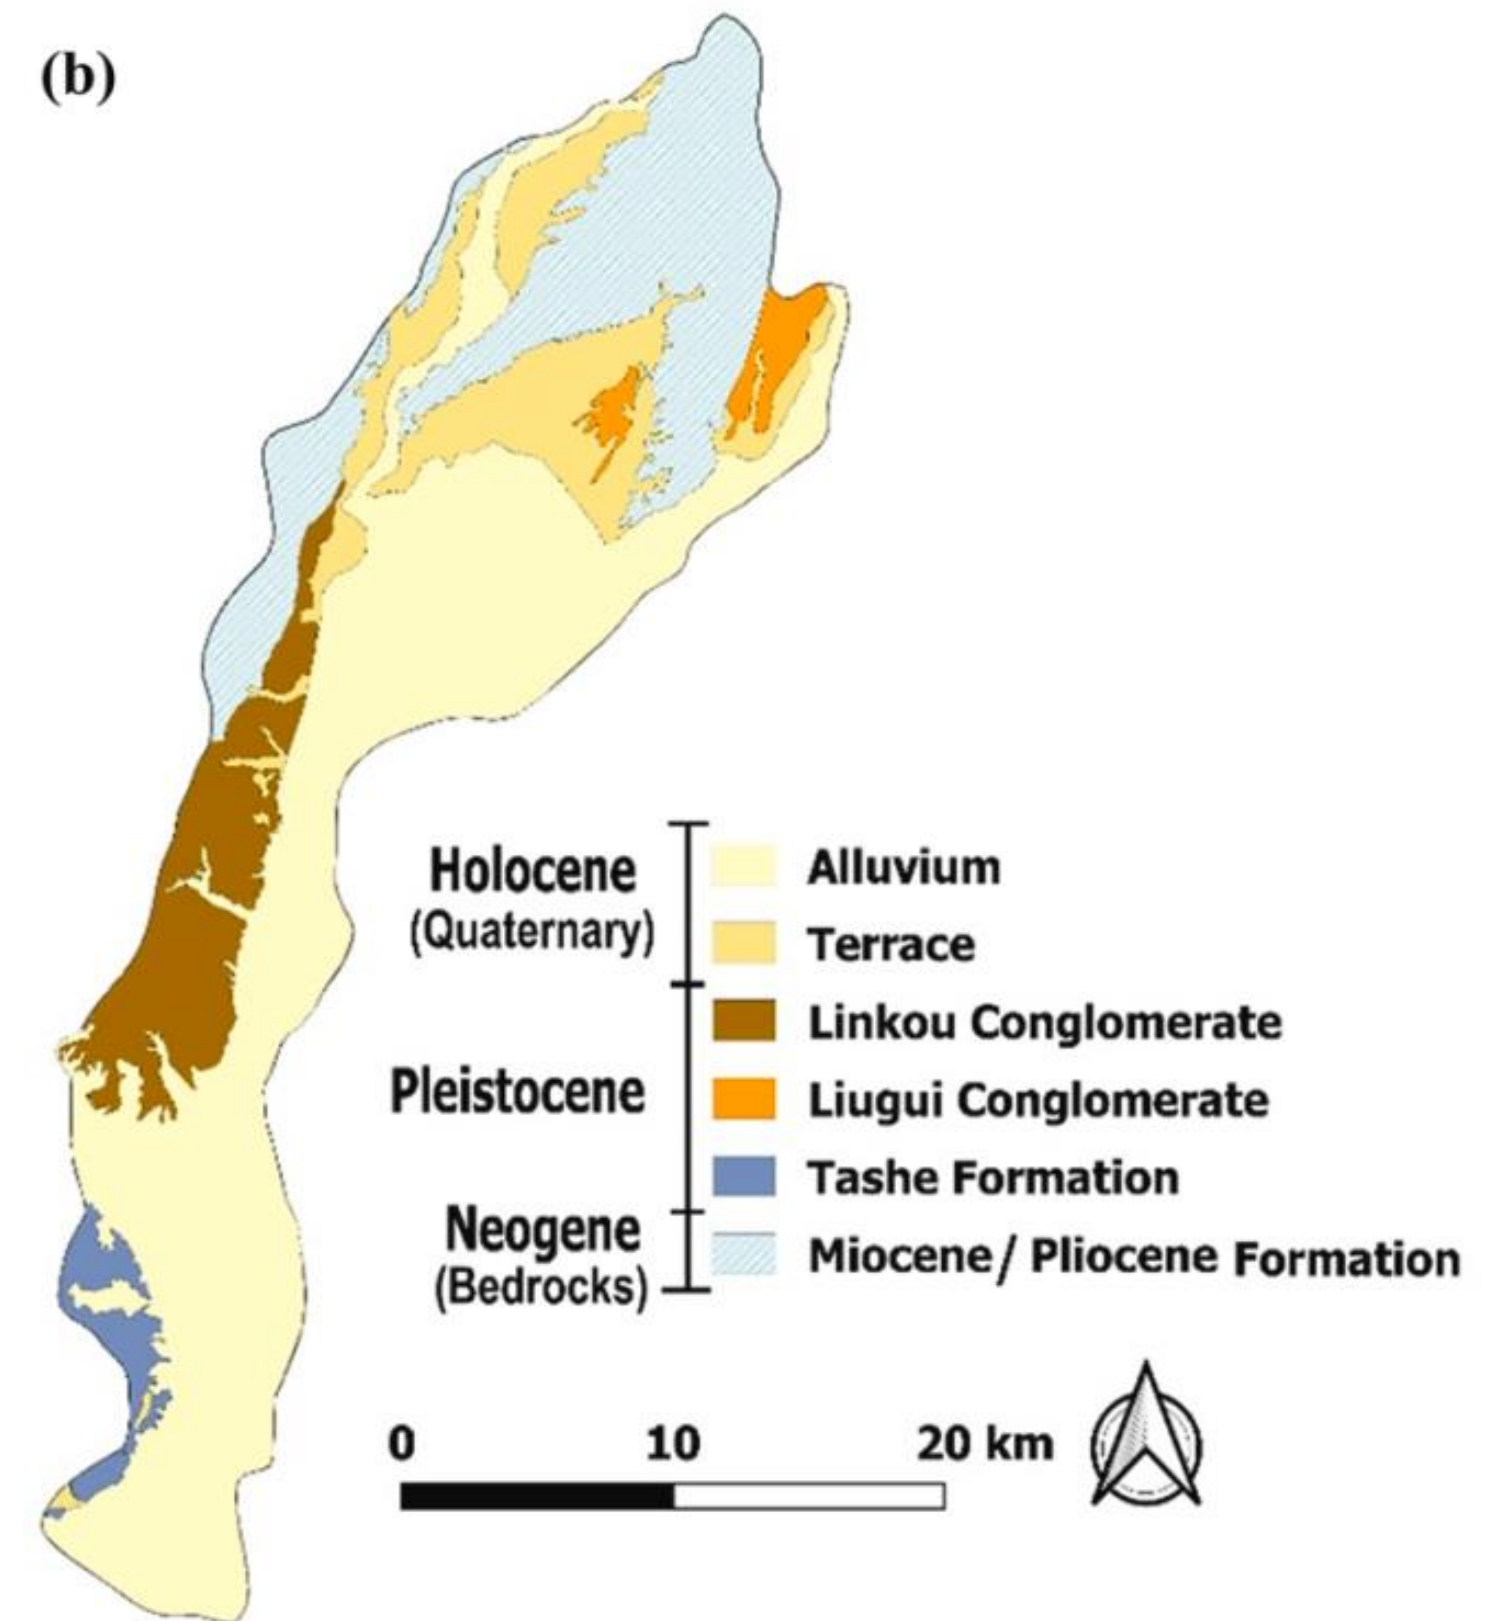 (b)
Holocene
(Quaternary)
Pleistocene
Neogene
(Bedrocks)
Alluvium
Terrace
Linkou Conglomerate
Liugui Conglomerate
Tashe Formation
Miocene/ Pliocene Formation
0 10 20 km